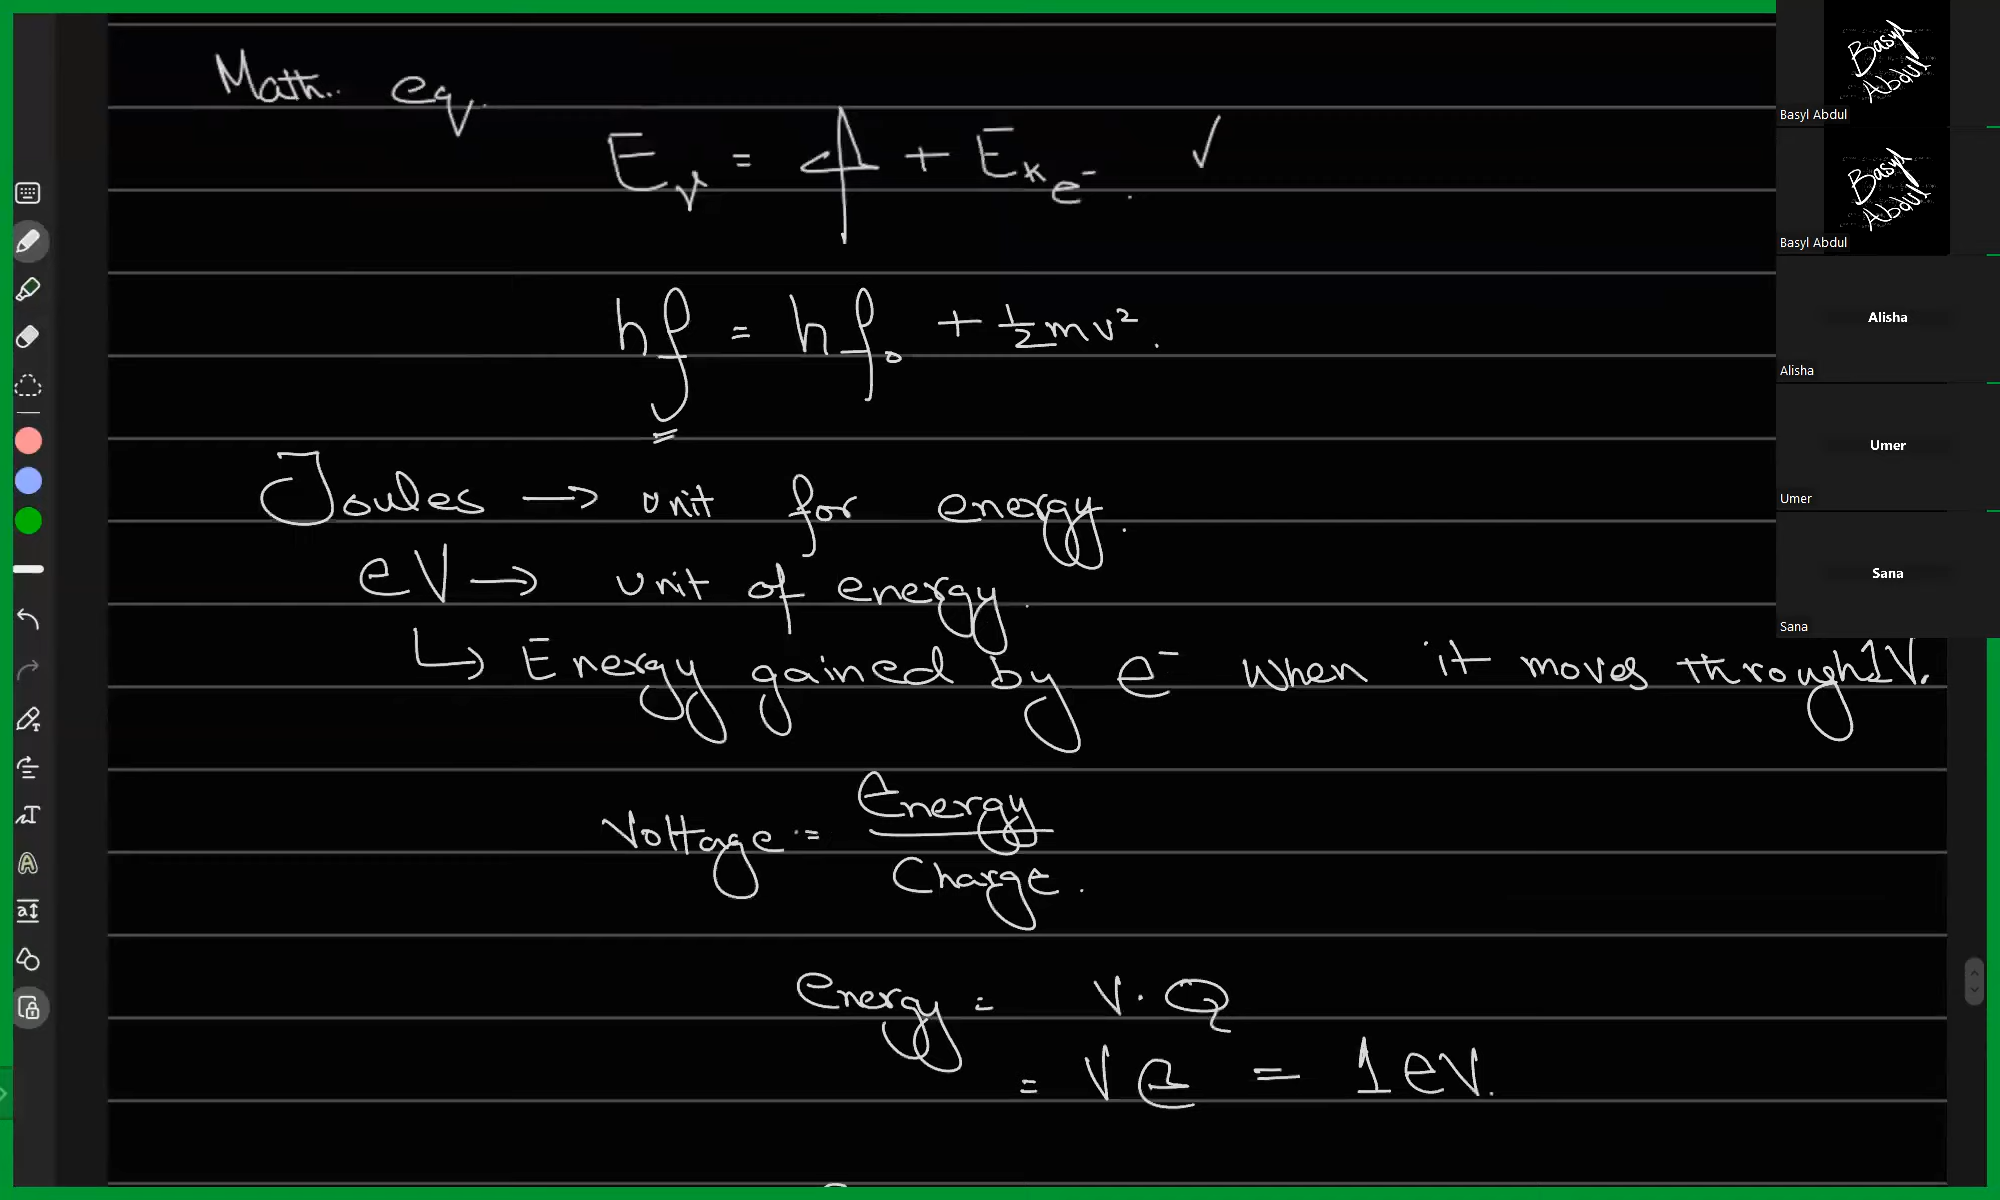 Math. eq.
Eγ = ϕ + Eₖ e⁻. ✓
hf = hf₀ + ½mv².
Joules → unit for energy.
eV → unit of energy.
↳ Energy gained by e⁻ when it moves through 1V.
Voltage = Energy / Charge.
energy = V · Q
= Ve = 1eV.
Basyl Abdul
Basyl Abdul
Basyl Abdul
Basyl Abdul
Alisha
Alisha
Umer
Umer
Sana
Sana